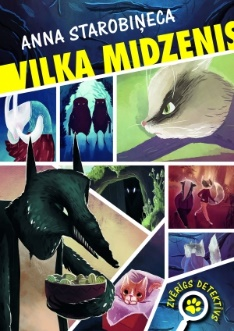 ANNA STAROBIŅECA
VILKA MIDZENIS
ZVĒRĪGS DETEKTĪVS